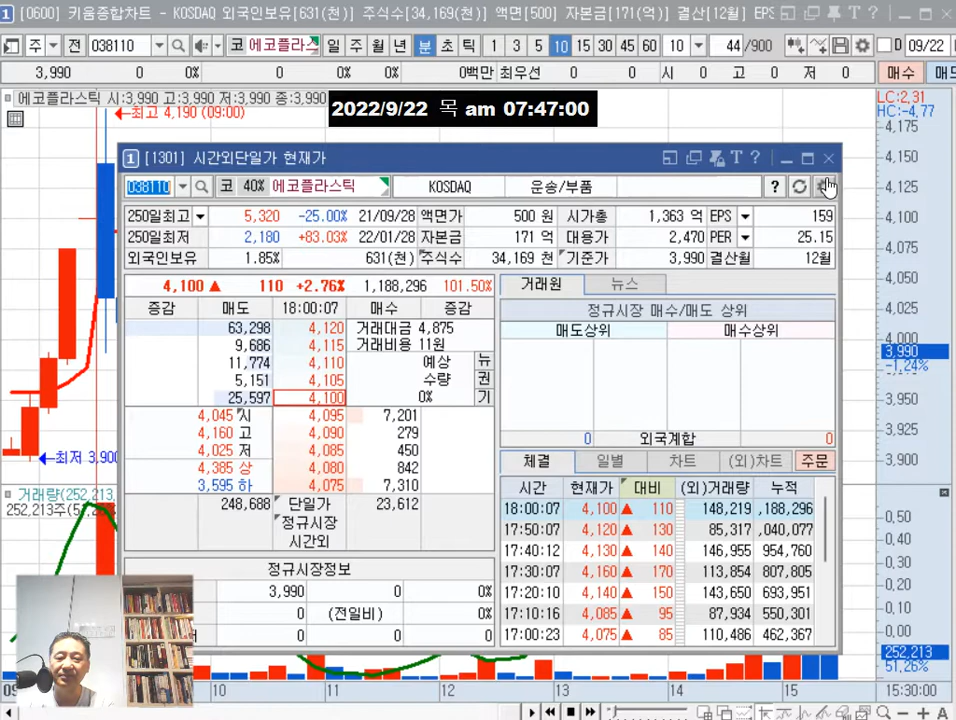 [0600] 키움종합차트 - KOSDAQ 외국인보유[631(천)] 주식수[34,169(천)] 액면[500] 자본금[171(억)] 결산[12월] EPS
주 전 038110 코 에코플라스 일 주 월 년 분 초 틱 1 3 5 10 15 30 45 60 10 44 /900 D 09/22
3,990 0 0% 0 0% 0% 0백만 최우선 0 0 시 0 고 0 저 0 매수 매도
에코플라스틱 시:3,990 고:3,990 저:3,990 종:3,990
LC:2,31
HC:-4,77
최고 4,190 (09:00)
2022/9/22 목 am 07:47:00
4,175
4,150
4,125
4,100
4,075
4,050
4,025
4,000
3,990
-1,24%
3,950
3,925
3,900
최저 3,900
1 [1301] 시간외단일가 현재가
038110 코 40% 에코플라스틱 KOSDAQ 운송/부품 ?
250일최고 5,320 -25.00% 21/09/28 액면가 500 원 시가총 1,363 억 EPS 159
250일최저 2,180 +83.03% 22/01/28 자본금 171 억 대용가 2,470 PER 25.15
외국인보유 1.85% 631(천) 주식수 34,169 천 기준가 3,990 결산월 12월
4,100 ▲ 110 +2.76% 1,188,296 101.50%
거래원 뉴스
증감 매도 18:00:07 매수 증감
정규시장 매수/매도 상위
매도상위 매수상위
63,298 4,120 거래대금 4,875
9,686 4,115 거래비용 11원
11,774 4,110 예상 뉴
5,151 4,105 수량 권
25,597 4,100 0% 기
4,045 시 4,095 7,201
4,160 고 4,090 279
4,025 저 4,085 450
4,385 상 4,080 842
3,595 하 4,075 7,310
248,688 단일가 23,612
정규시장
시간외
0 외국계합 0
체결 일별 차트 (외)차트 주문
시간 현재가 대비 (외)거래량 누적
18:00:07 4,100 ▲ 110 148,219 ,188,296
17:50:07 4,120 ▲ 130 85,317 ,040,077
17:40:12 4,130 ▲ 140 146,955 954,760
17:30:07 4,160 ▲ 170 113,854 807,805
17:20:10 4,140 ▲ 150 143,650 693,951
17:10:16 4,085 ▲ 95 87,934 550,301
17:00:23 4,075 ▲ 85 110,486 462,367
정규시장정보
3,990 0 0%
0 (전일비) 0%
0 0
거래량(252,213
252,213주(5
0,50
0,40
0,30
0,20
0,10
0,00
252,213
51,26%
09 10 11 12 13 14 15 15:30:00